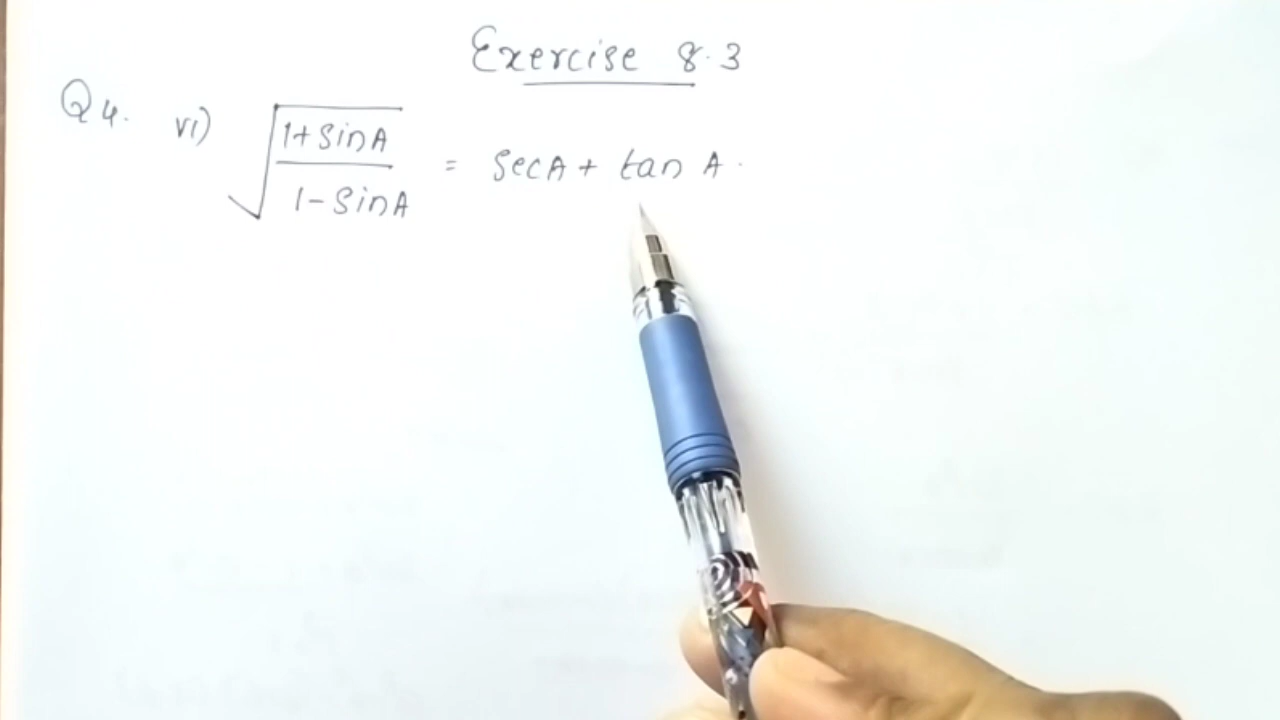 Exercise 8.3
Q4. vi) √(1+SinA / 1-SinA) = SecA + tan A.